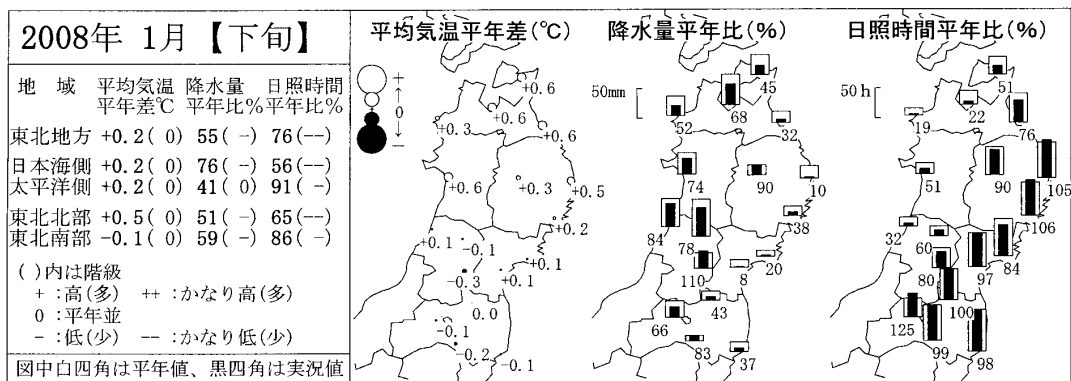 2008年 1月【下旬】
地 域 平均気温 降水量 日照時間
平年差℃ 平年比% 平年比%
東北地方 +0.2( 0) 55( -) 76(--)
日本海側 +0.2( 0) 76( -) 56(--)
太平洋側 +0.2( 0) 41( 0) 91( -)
東北北部 +0.5( 0) 51( -) 65(--)
東北南部 -0.1( 0) 59( -) 86( -)
( )内は階級
+ :高(多) ++ :かなり高(多)
0 :平年並
- :低(少) -- :かなり低(少)
図中白四角は平年値、黒四角は実況値
平均気温平年差(℃)
+
↑
0
↓
-
+0.6
+0.3 +0.6
+0.6
+0.6 +0.3 +0.5
+0.2
+0.1 -0.1
+0.1
-0.3 +0.1
0.0
-0.1
-0.2 -0.1
降水量平年比(%)
50mm
45
52 68 32
74 90 10
38
84 78
20
110 8
43
66
83 37
日照時間平年比(%)
50h
51
19 22 76
51 90 105
106
32 60
84
80 97
100
125
99 98